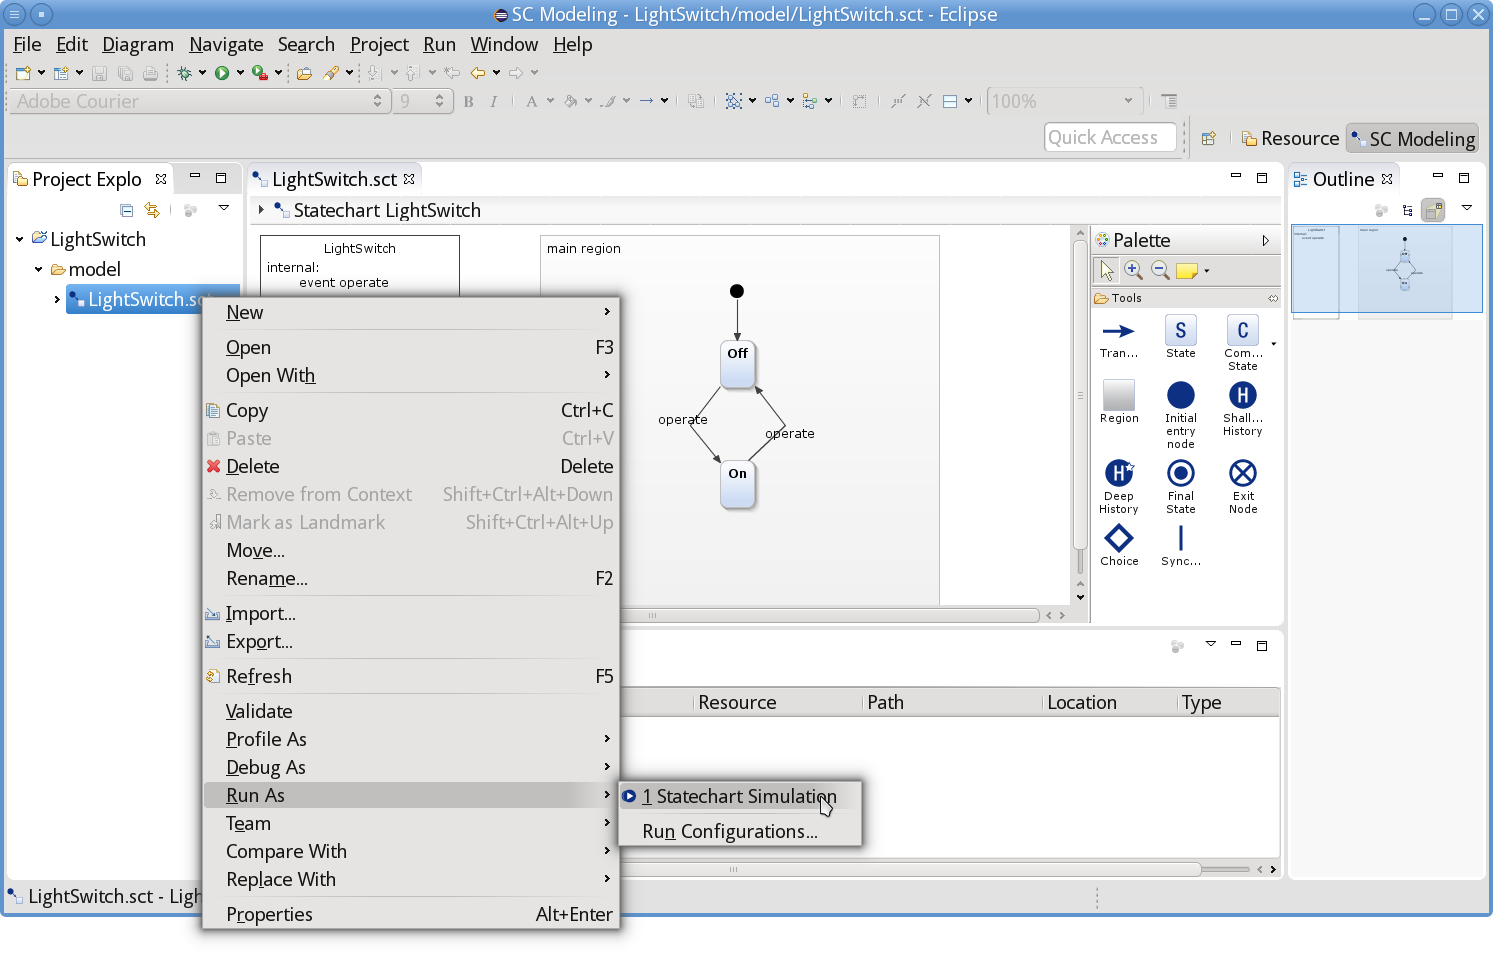 SC Modeling - LightSwitch/model/LightSwitch.sct - Eclipse
File Edit Diagram Navigate Search Project Run Window Help
Adobe Courier 9 100%
Quick Access Resource SC Modeling
Project Explo
LightSwitch
model
LightSwitch.sct
LightSwitch.sct
Statechart LightSwitch
LightSwitch
internal:
event operate
main region
Off
operate
operate
On
Palette
Tools
Tran...
State
Com... State
Region
Initial entry node
Shall... History
Deep History
Final State
Exit Node
Choice
Sync...
Outline
New
Open F3
Open With
Copy Ctrl+C
Paste Ctrl+V
Delete Delete
Remove from Context Shift+Ctrl+Alt+Down
Mark as Landmark Shift+Ctrl+Alt+Up
Move...
Rename... F2
Import...
Export...
Refresh F5
Validate
Profile As
Debug As
Run As
Team
Compare With
Replace With
Properties Alt+Enter
1 Statechart Simulation
Run Configurations...
Resource Path Location Type
LightSwitch.sct - Ligh